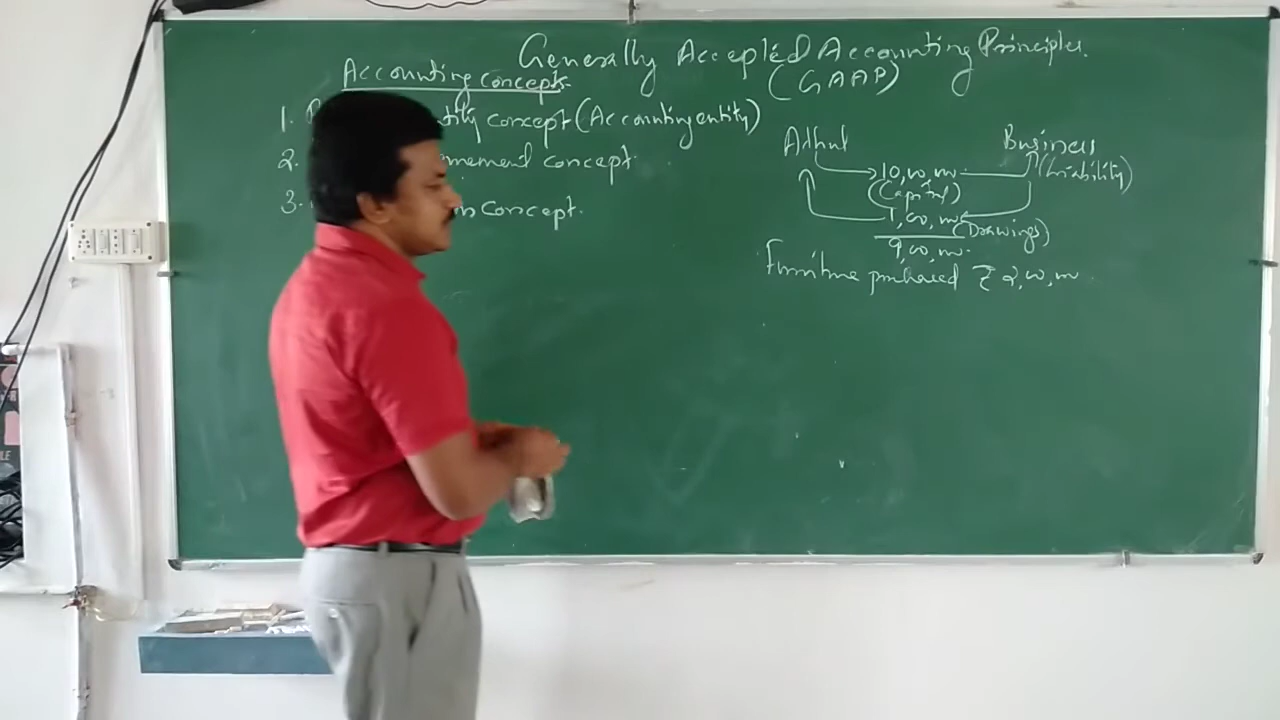 Generally Accepted Accounting Principles.
(GAAP)
Accounting concepts
1. tity concept (Accounting entity)
2. rement concept
3. Concept.
Business
(Liability)
10,00,000
(Capital)
1,00,000 (Drawings)
9,00,000
Furniture purchased ₹ 2,00,000